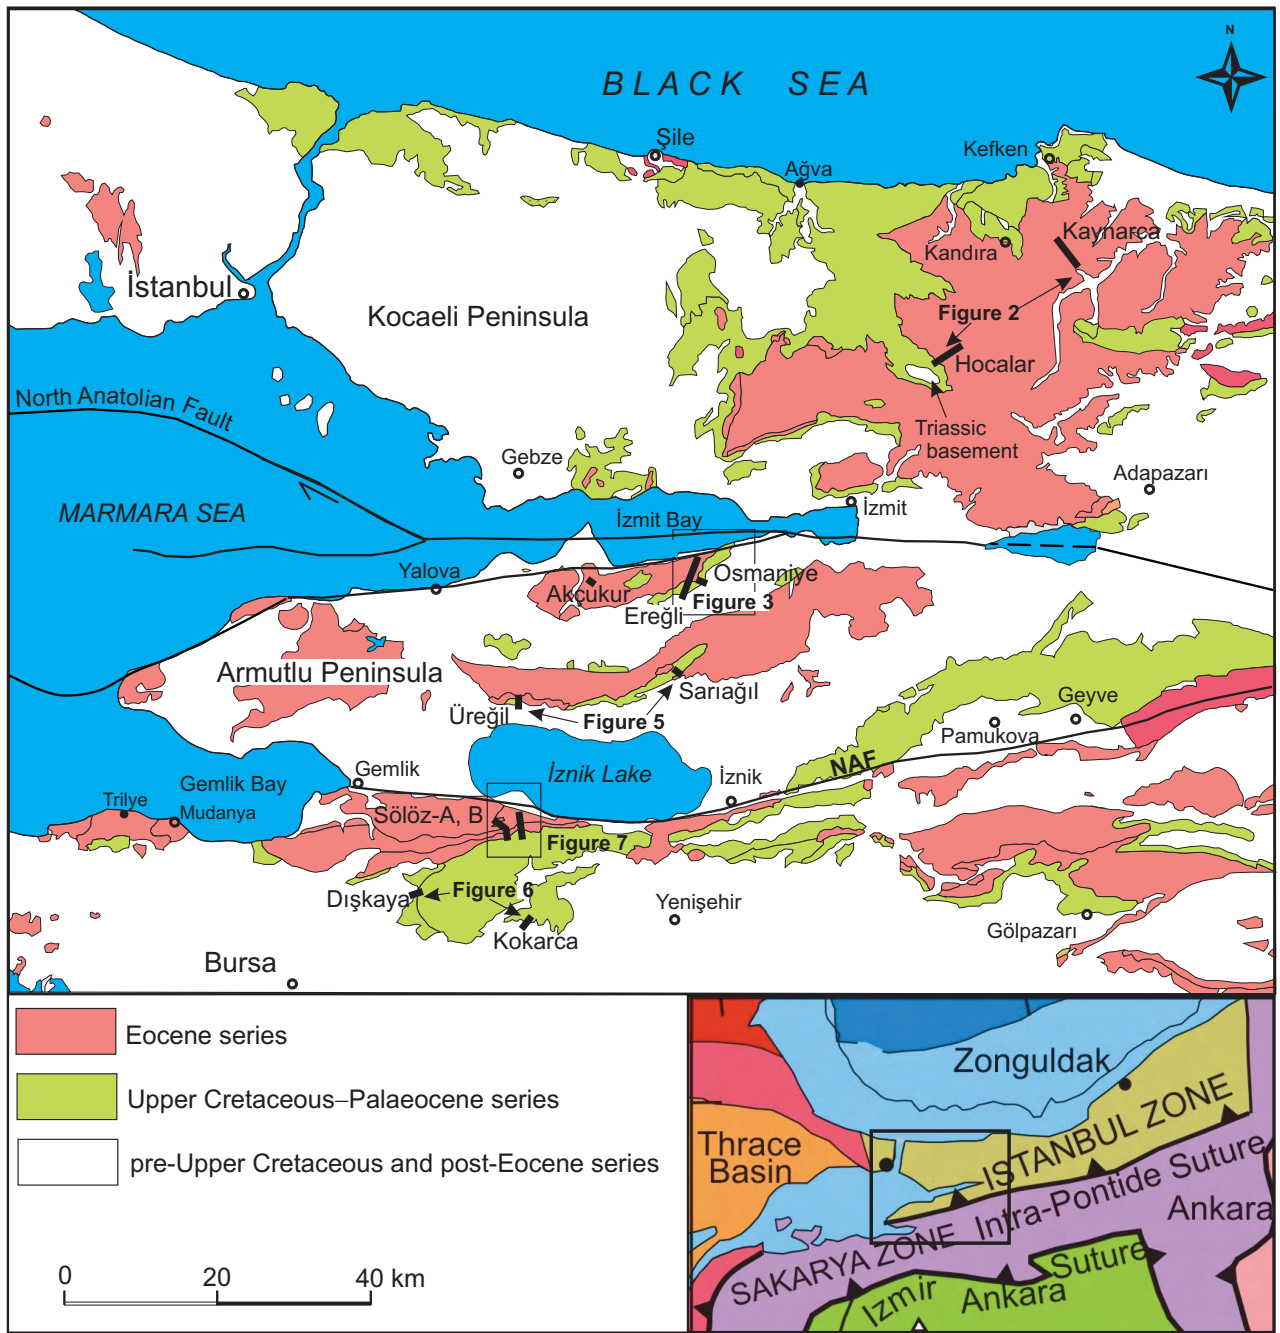 N
BLACK SEA
Şile
Kefken
Ağva
Kaynarca
Kandıra
İstanbul
Kocaeli Peninsula
Figure 2
Hocalar
North Anatolian Fault
Triassic
basement
Gebze
Adapazarı
İzmit
MARMARA SEA
İzmit Bay
Yalova
Osmaniye
Akçukur
Figure 3
Ereğli
Armutlu Peninsula
Sarıağıl
Geyve
Üreğil
Figure 5
Pamukova
NAF
Gemlik
İznik Lake
İznik
Gemlik Bay
Trilye
Mudanya
Sölöz-A, B
Figure 7
Dışkaya
Figure 6
Yenişehir
Kokarca
Gölpazarı
Bursa
Eocene series
Upper Cretaceous–Palaeocene series
pre-Upper Cretaceous and post-Eocene series
0 20 40 km
Zonguldak
Thrace
Basin
ISTANBUL ZONE
Intra-Pontide Suture
Ankara
SAKARYA ZONE
Izmir Ankara Suture